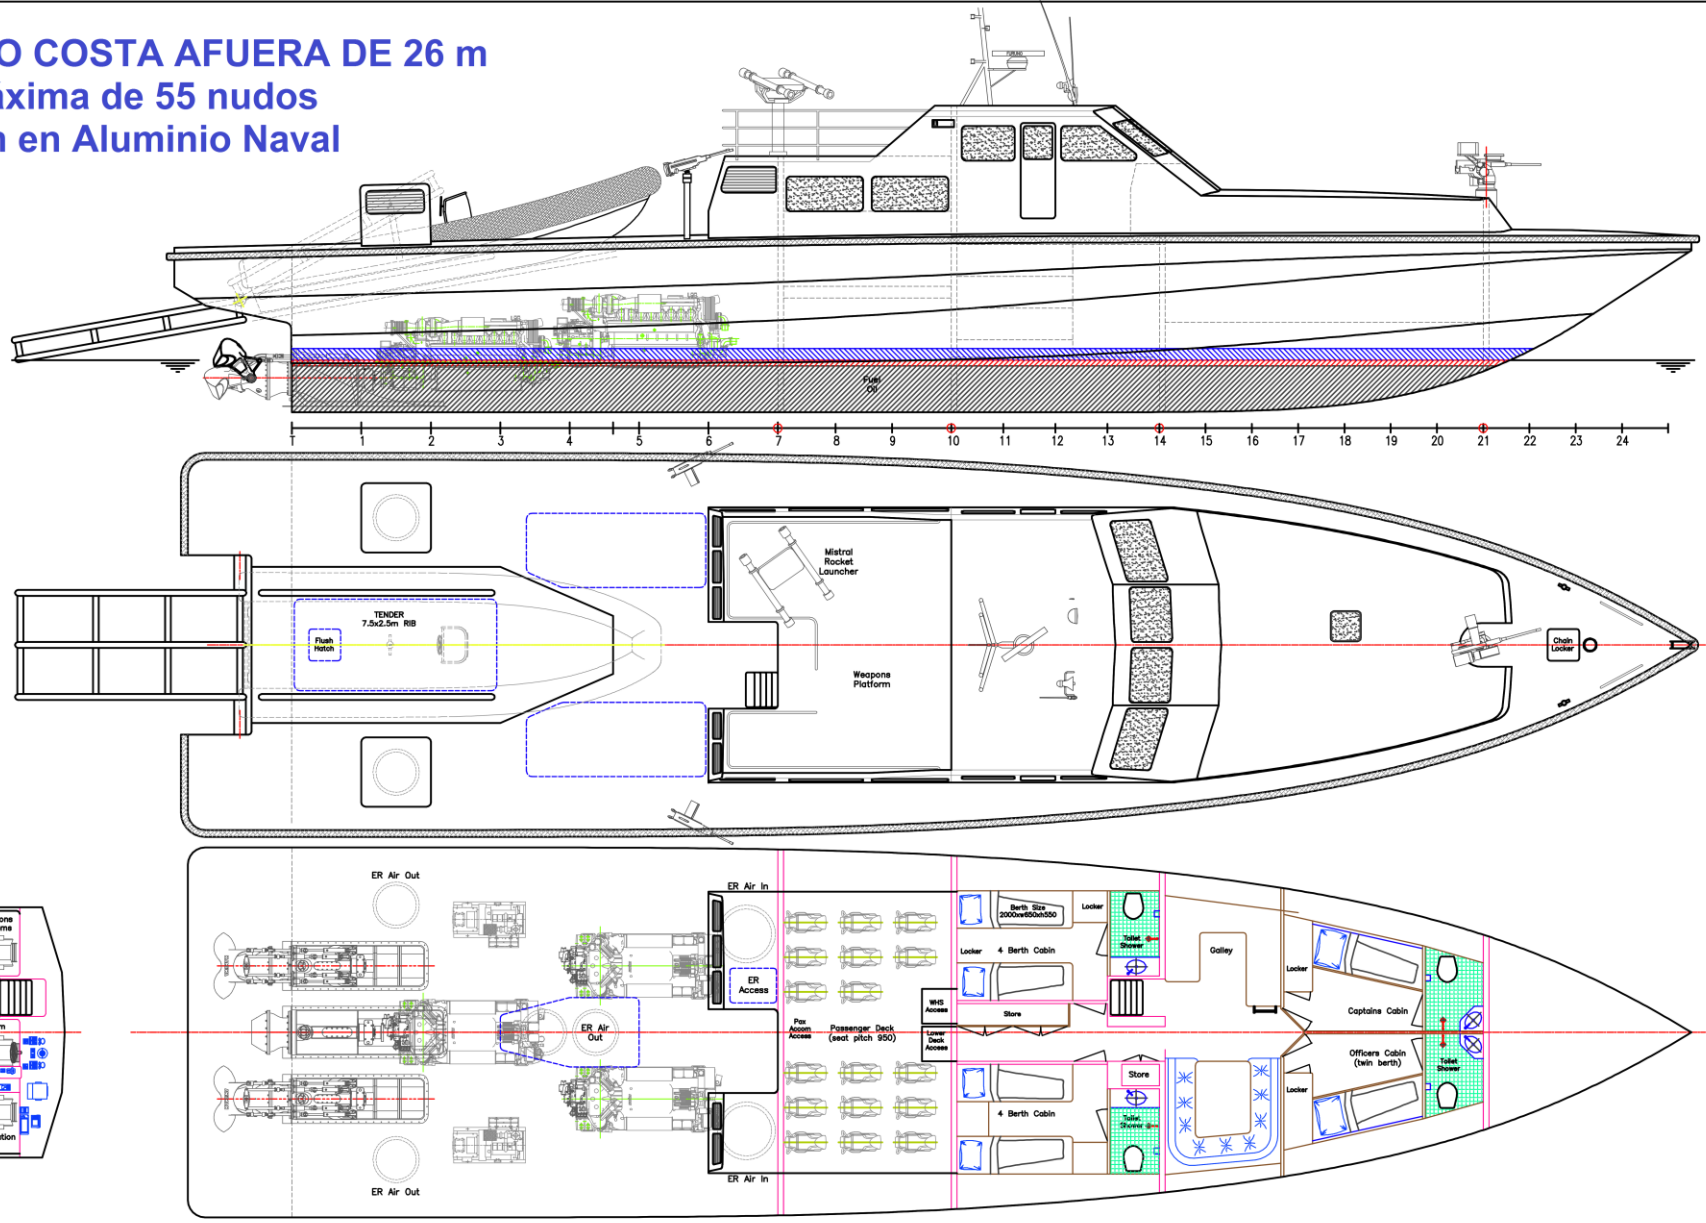 O COSTA AFUERA DE 26 m
áxima de 55 nudos
n en Aluminio Naval
FURUNO
Fuel
Oil
T 1 2 3 4 5 6 7 8 9 10 11 12 13 14 15 16 17 18 19 20 21 22 23 24
Mistral
Rocket
Launcher
TENDER
7.5x2.5m RIB
Flush
Hatch
Weapons
Platform
Chain
Locker
ER Air Out
ER Air In
Berth Size
2000xw650xh550
Locker
Toilet
Shower
Locker
4 Berth Cabin
Galley
Locker
ER
Access
WHS
Access
Store
Captains Cabin
ER Air
Out
Pax
Accom
Access
Passenger Deck
(seat pitch 950)
Lower
Deck
Access
Officers Cabin
(twin berth)
Toilet
Shower
Store
Locker
4 Berth Cabin
Toilet
Shower
ER Air Out
ER Air In
ons
m
tion